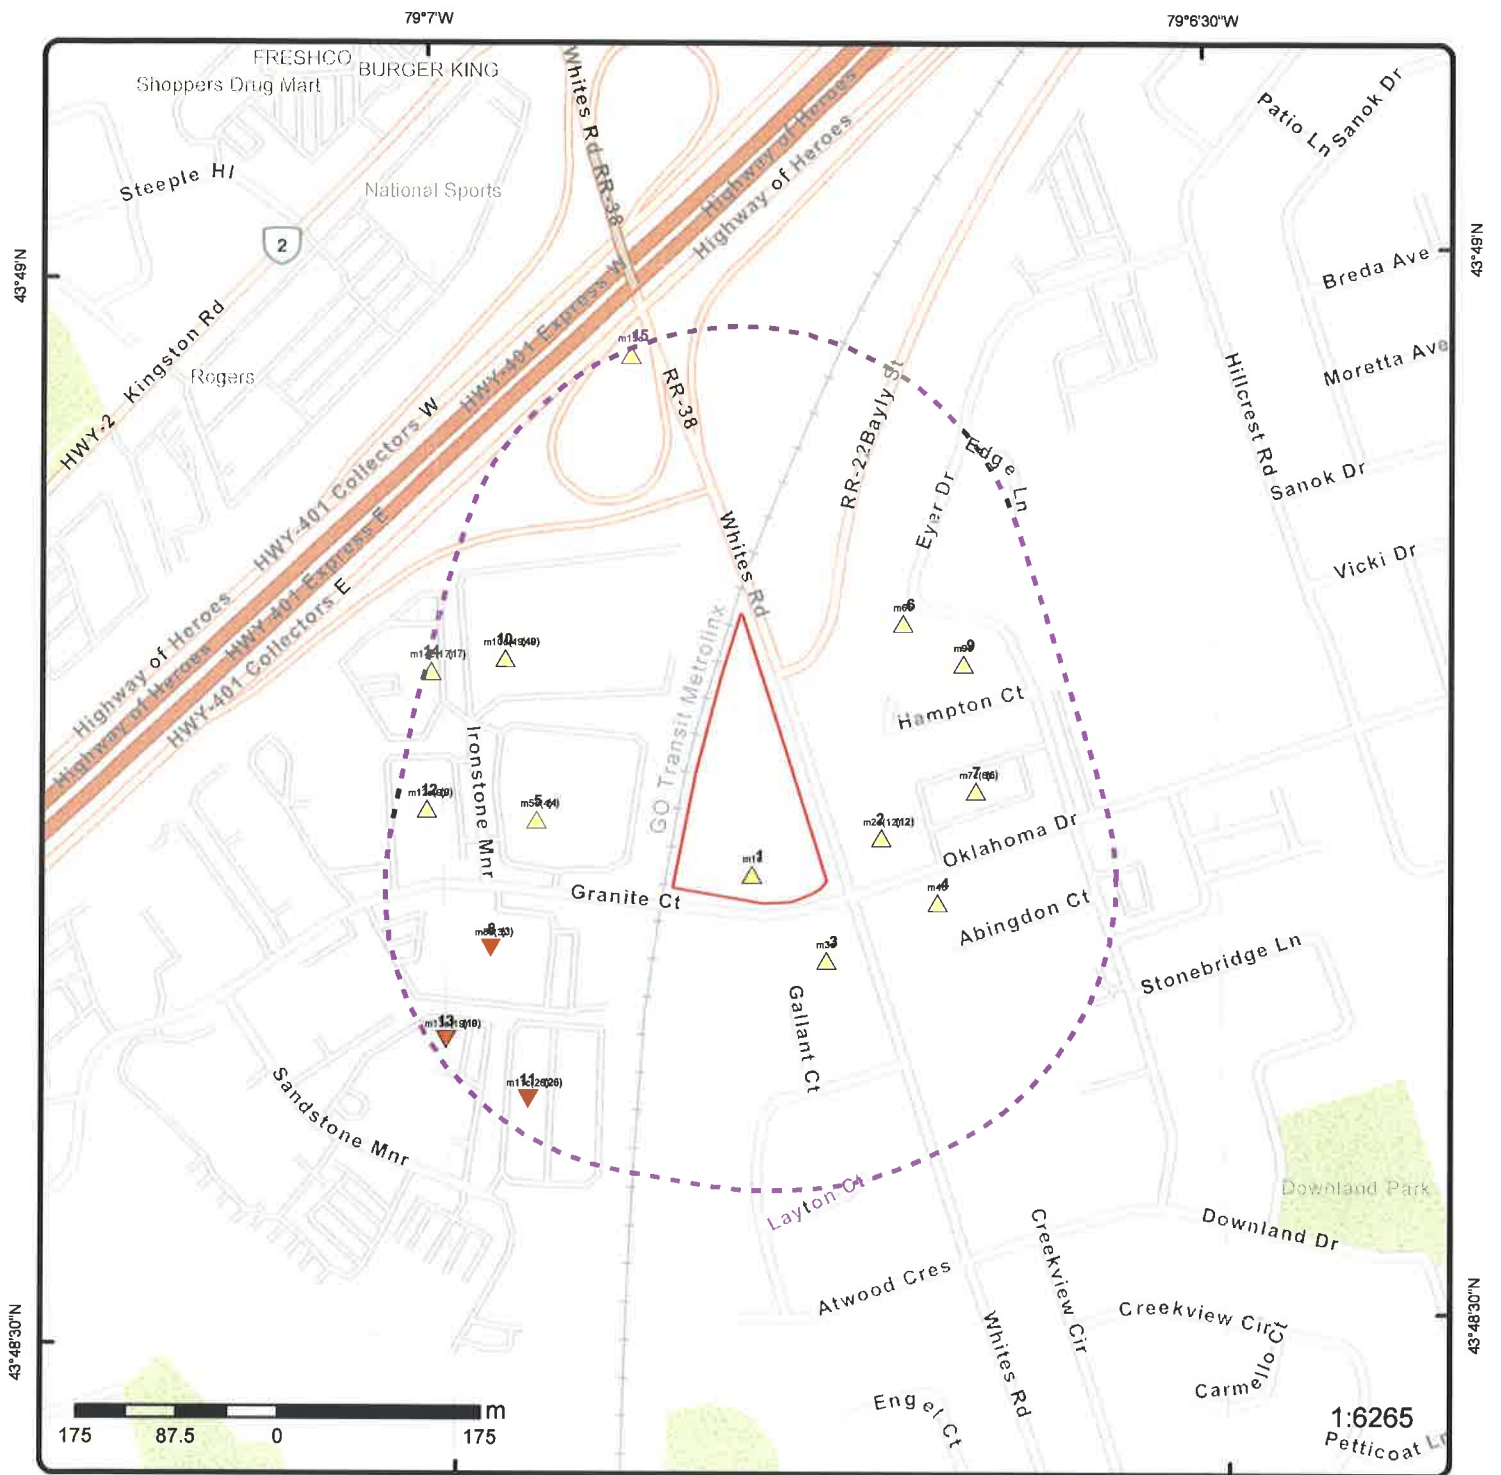 79°7'W
79°6'30"W
FRESHCO
BURGER KING
Shoppers Drug Mart
Whites Rd RR-38
Highway of Heroes
Highway of Heroes
Patio Ln
Sanok Dr
Steeple Hl
National Sports
2
43°49'N
43°49'N
Breda Ave
HWY-401 Express W
Kingston Rd
HWY-2
Rogers
15
Moretta Ave
RR-38
RR-22
Bayly St
Hillcrest Rd
HWY-401 Collectors W
Edge Ln
Sanok Dr
Eyer Dr
Whites Rd
Vicki Dr
HWY-401 Express E
HWY-401 Collectors E
Highway of Heroes
Highway of Heroes
GO Transit Metrolinx
6
10
14
9
Hampton Ct
Ironstone Mnr
7
12
5
2
Oklahoma Dr
1
4
Granite Ct
Abingdon Ct
8
3
Stonebridge Ln
Gallant Ct
13
11
Sandstone Mnr
Layton Ct
Downland Park
Downland Dr
Creekview Cir
Atwood Cres
Creekview Cir
Whites Rd
Carmello Ct
Engel Ct
43°48'30"N
43°48'30"N
m
175 87.5 0 175
1:6265
Petticoat Ln